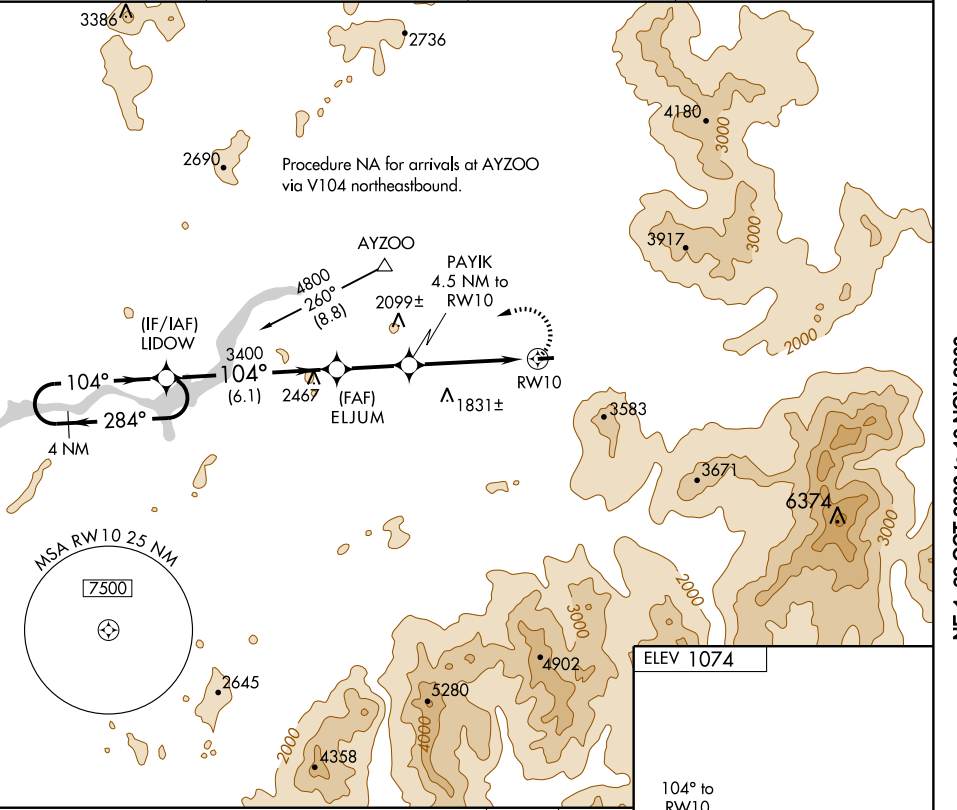 3386
2736
4180
3000
2690
Procedure NA for arrivals at AYZOO
via V104 northeastbound.
3917
3000
AYZOO
4800
260°
(8.8)
PAYIK
4.5 NM to
RW10
2099±
2000
(IF/IAF)
LIDOW
3400
104°
104°
(6.1)
2467
(FAF)
ELJUM
RW10
1831±
284°
4 NM
3583
3671
6374
3000
MSA RW10 25 NM
7500
2000
3000
4902
ELEV 1074
2645
5280
4000
2000
4358
104° to
RW10